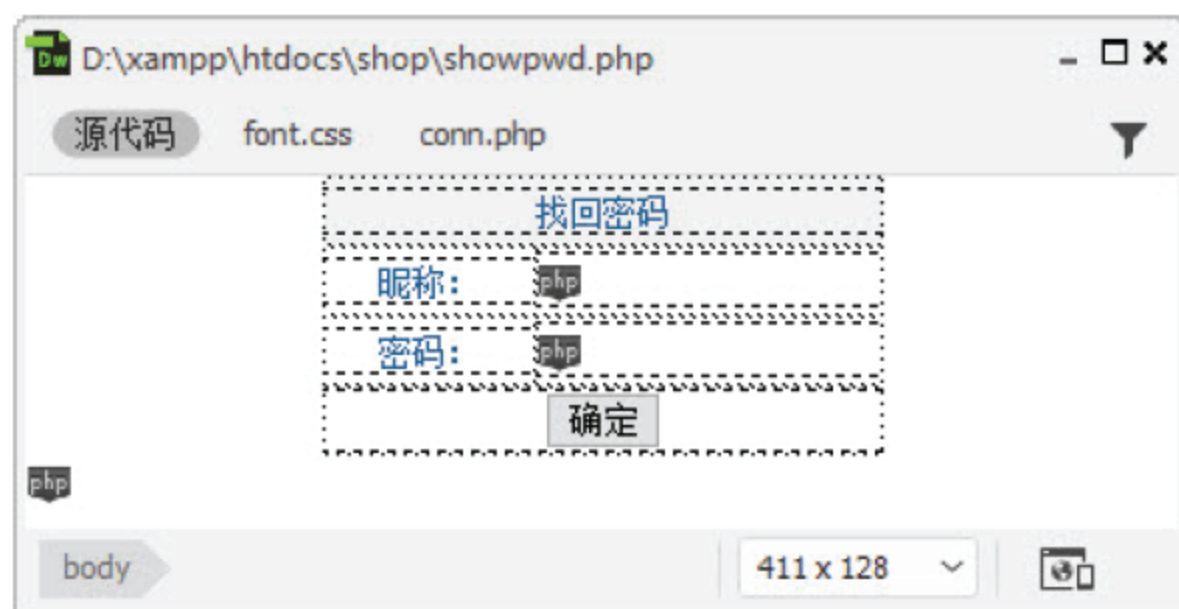 Dw D:\xampp\htdocs\shop\showpwd.php
源代码 font.css conn.php
找回密码
昵称: php
密码: php
确定
php
body 411 x 128